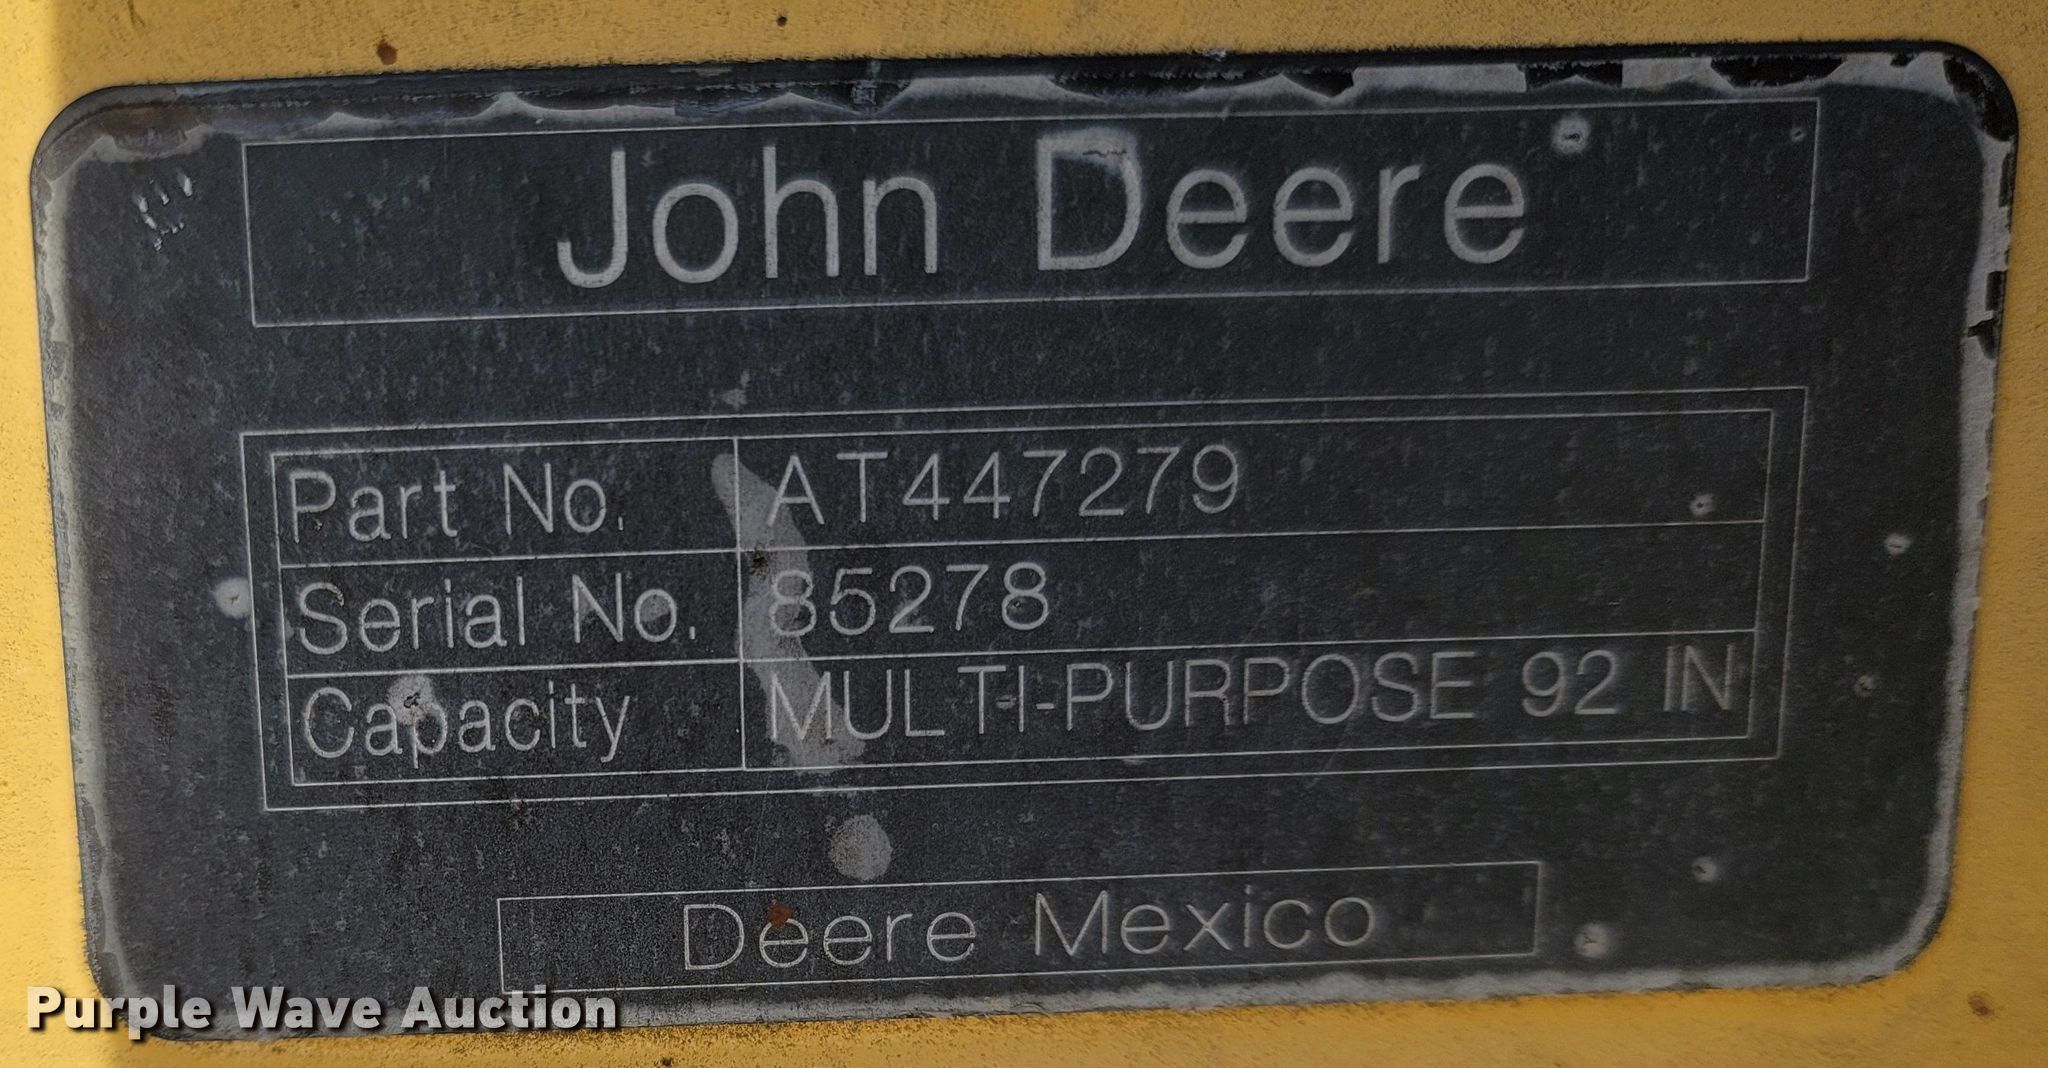 John Deere
Part No. AT447279
Serial No. 85278
Capacity MULTI-PURPOSE 92 IN
Deere Mexico
Purple Wave Auction